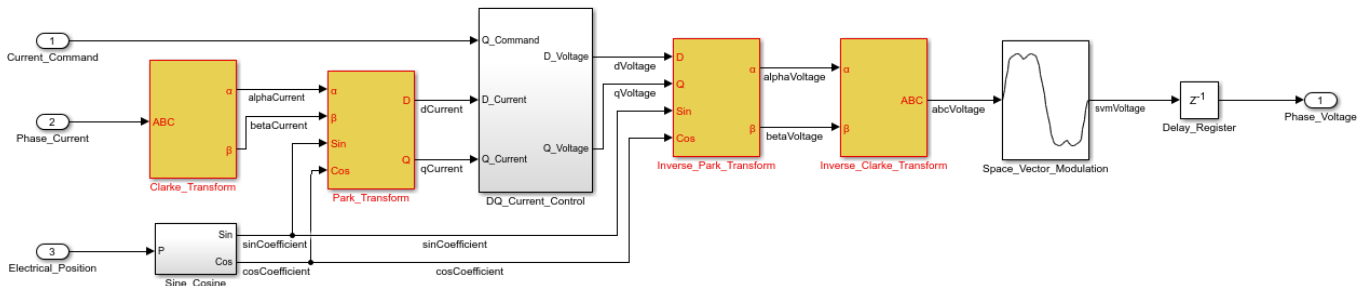 1
Current_Command
2
Phase_Current
3
Electrical_Position
ABC
α
β
Clarke_Transform
alphaCurrent
betaCurrent
P
Sin
Cos
Sine_Cosine
sinCoefficient
cosCoefficient
α
β
Sin
Cos
D
Q
Park_Transform
dCurrent
qCurrent
sinCoefficient
cosCoefficient
Q_Command
D_Current
Q_Current
D_Voltage
Q_Voltage
DQ_Current_Control
dVoltage
qVoltage
D
Q
Sin
Cos
α
β
Inverse_Park_Transform
alphaVoltage
betaVoltage
α
β
ABC
Inverse_Clarke_Transform
abcVoltage
Space_Vector_Modulation
svmVoltage
Z-1
Delay_Register
1
Phase_Voltage